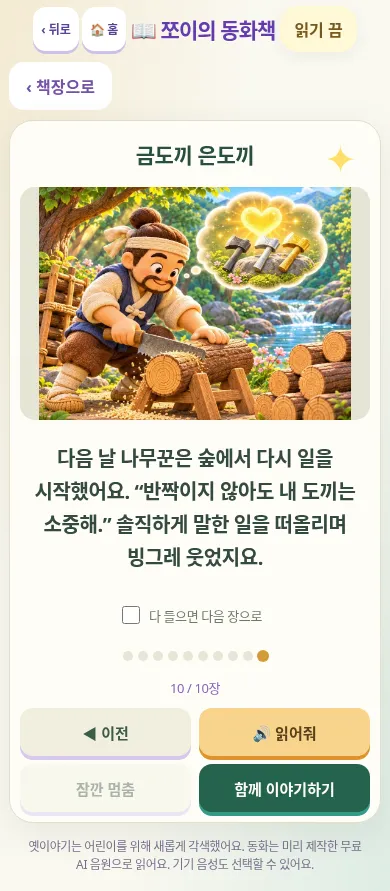 ‹ 뒤로
🏠 홈
📖 쪼이의 동화책
읽기 끔
‹ 책장으로
금도끼 은도끼
다음 날 나무꾼은 숲에서 다시 일을
시작했어요. “반짝이지 않아도 내 도끼는
소중해.” 솔직하게 말한 일을 떠올리며
빙그레 웃었지요.
다 들으면 다음 장으로
10 / 10장
◀ 이전
🔊 읽어줘
잠깐 멈춤
함께 이야기하기
옛이야기는 어린이를 위해 새롭게 각색했어요. 동화는 미리 제작한 무료
AI 음원으로 읽어요. 기기 음성도 선택할 수 있어요.